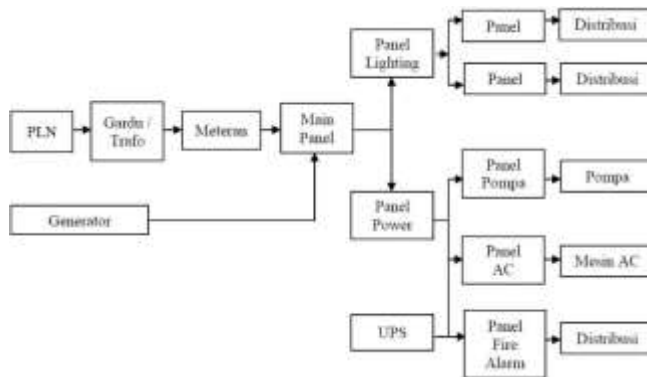 Panel
Lighting
Panel
Distribusi
Panel
Distribusi
PLN
Gardu /
Trafo
Meteran
Main
Panel
Generator
Panel
Power
Panel
Pompa
Pompa
Panel
AC
Mesin AC
UPS
Panel
Fire
Alarm
Distribusi